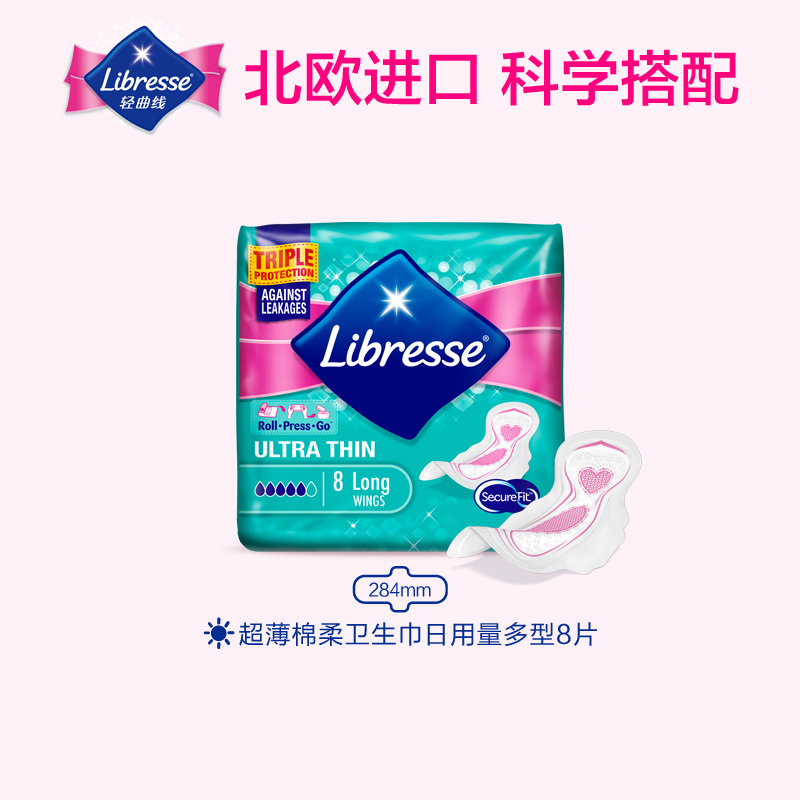 Libresse®
轻曲线
北欧进口 科学搭配
TRIPLE
PROTECTION
AGAINST
LEAKAGES
Libresse®
Roll•Press•Go
ULTRA THIN
8 Long
WINGS
SecureFit
284mm
超薄棉柔卫生巾日用量多型8片